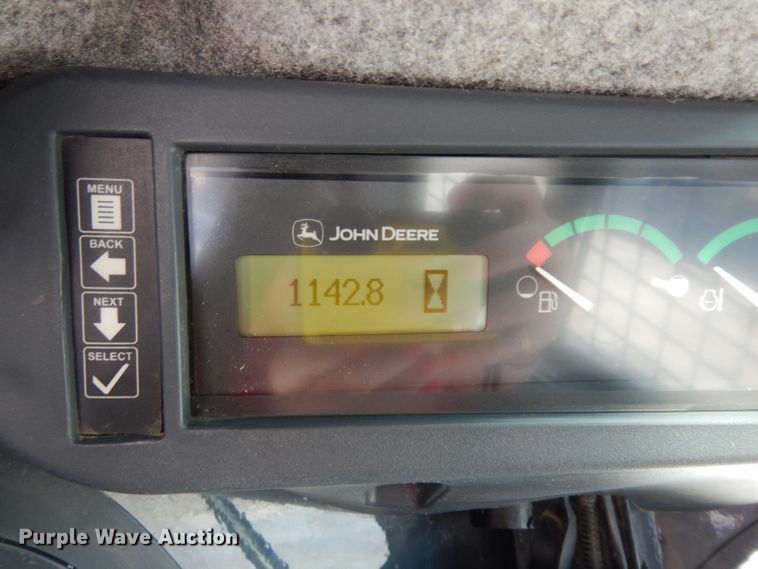 MENU
BACK
NEXT
SELECT
JOHN DEERE
1142.8
Purple Wave Auction